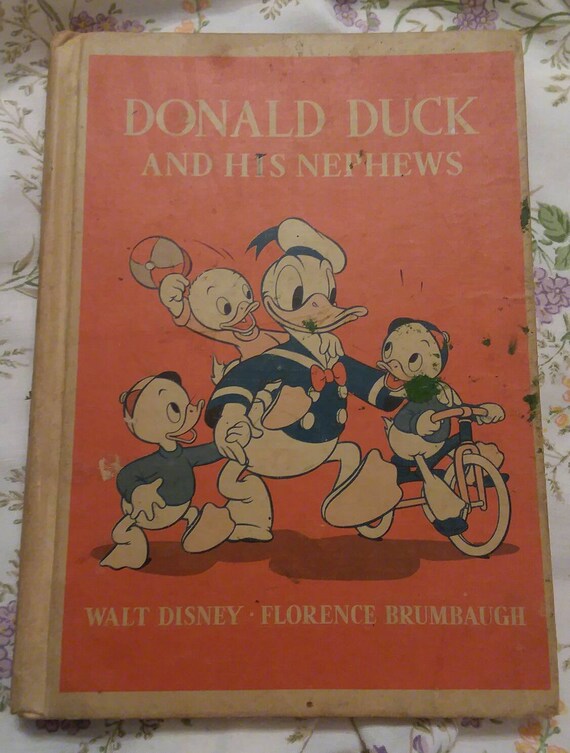 DONALD DUCK
AND HIS NEPHEWS
WALT DISNEY · FLORENCE BRUMBAUGH